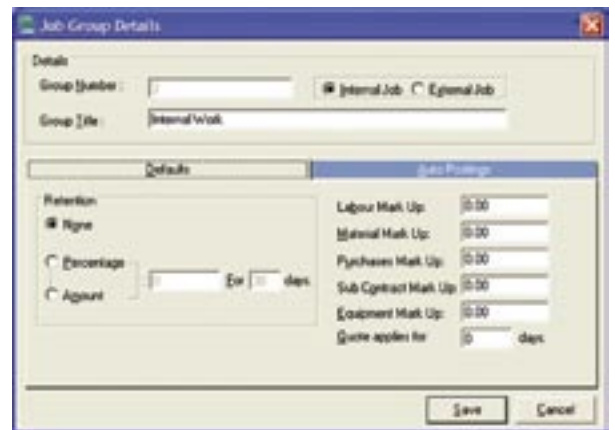 Job Group Details
Details
Group Number :
Internal Job External Job
Group Title : Internal Work
Defaults Auto Postings
Retention
None
Percentage
Amount
For days
Labour Mark Up: 0.00
Material Mark Up: 0.00
Purchases Mark Up: 0.00
Sub Contract Mark Up: 0.00
Equipment Mark Up: 0.00
Quote applies for 0 days
Save Cancel